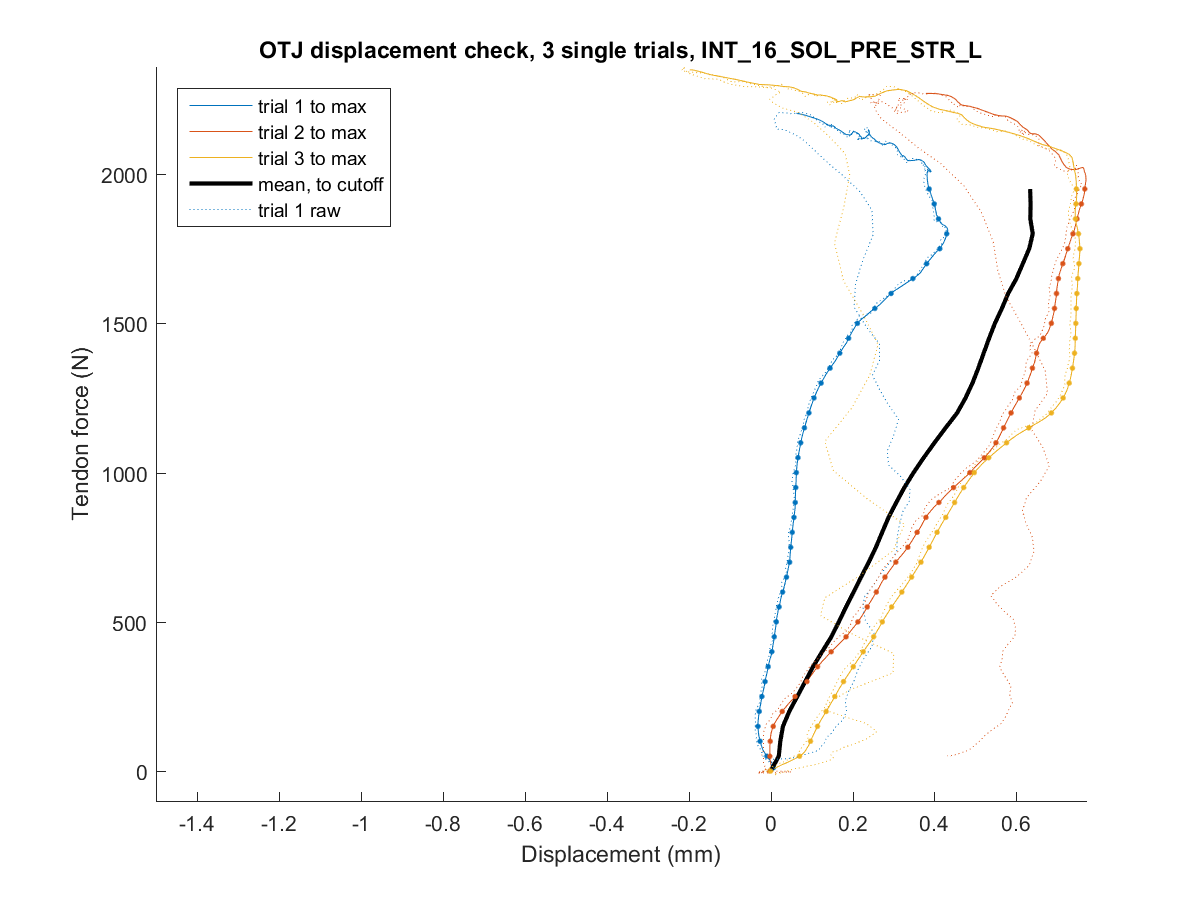 OTJ displacement check, 3 single trials, INT_16_SOL_PRE_STR_L
trial 1 to max
trial 2 to max
trial 3 to max
mean, to cutoff
trial 1 raw
2000
1500
1000
500
0
Tendon force (N)
-1.4 -1.2 -1 -0.8 -0.6 -0.4 -0.2 0 0.2 0.4 0.6
Displacement (mm)